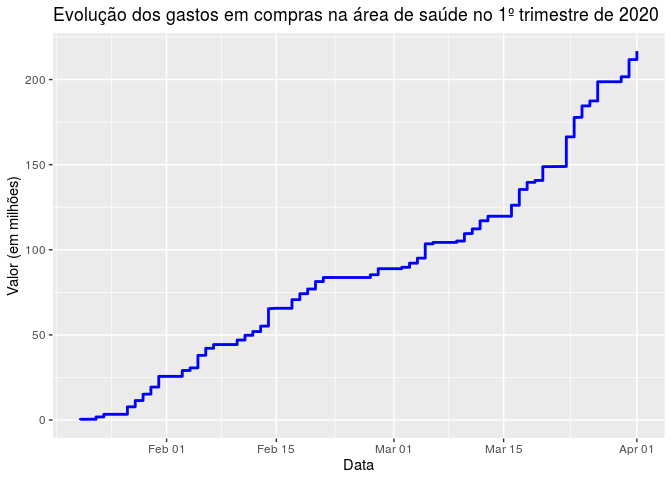 Evolução dos gastos em compras na área de saúde no 1º trimestre de 2020
Valor (em milhões)
200
150
100
50
0
Feb 01 Feb 15 Mar 01 Mar 15 Apr 01
Data